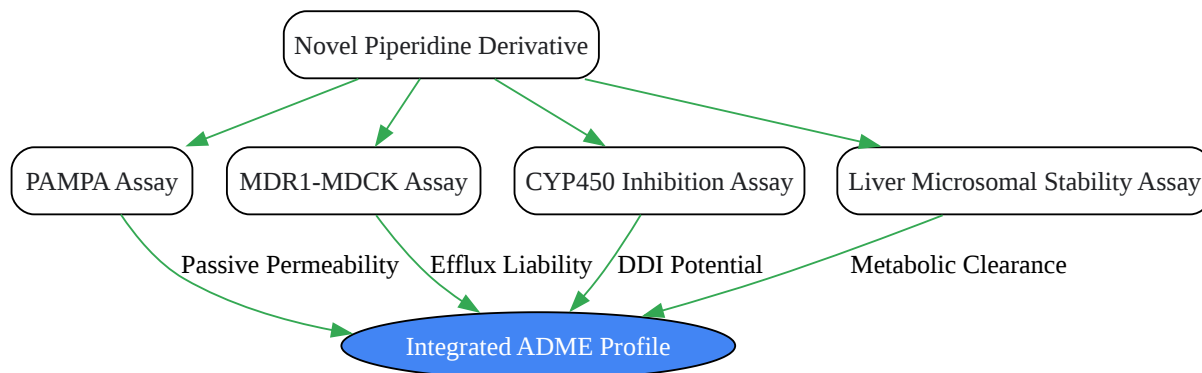 Novel Piperidine Derivative
PAMPA Assay
MDR1-MDCK Assay
CYP450 Inhibition Assay
Liver Microsomal Stability Assay
Passive Permeability
Efflux Liability
DDI Potential
Metabolic Clearance
Integrated ADME Profile